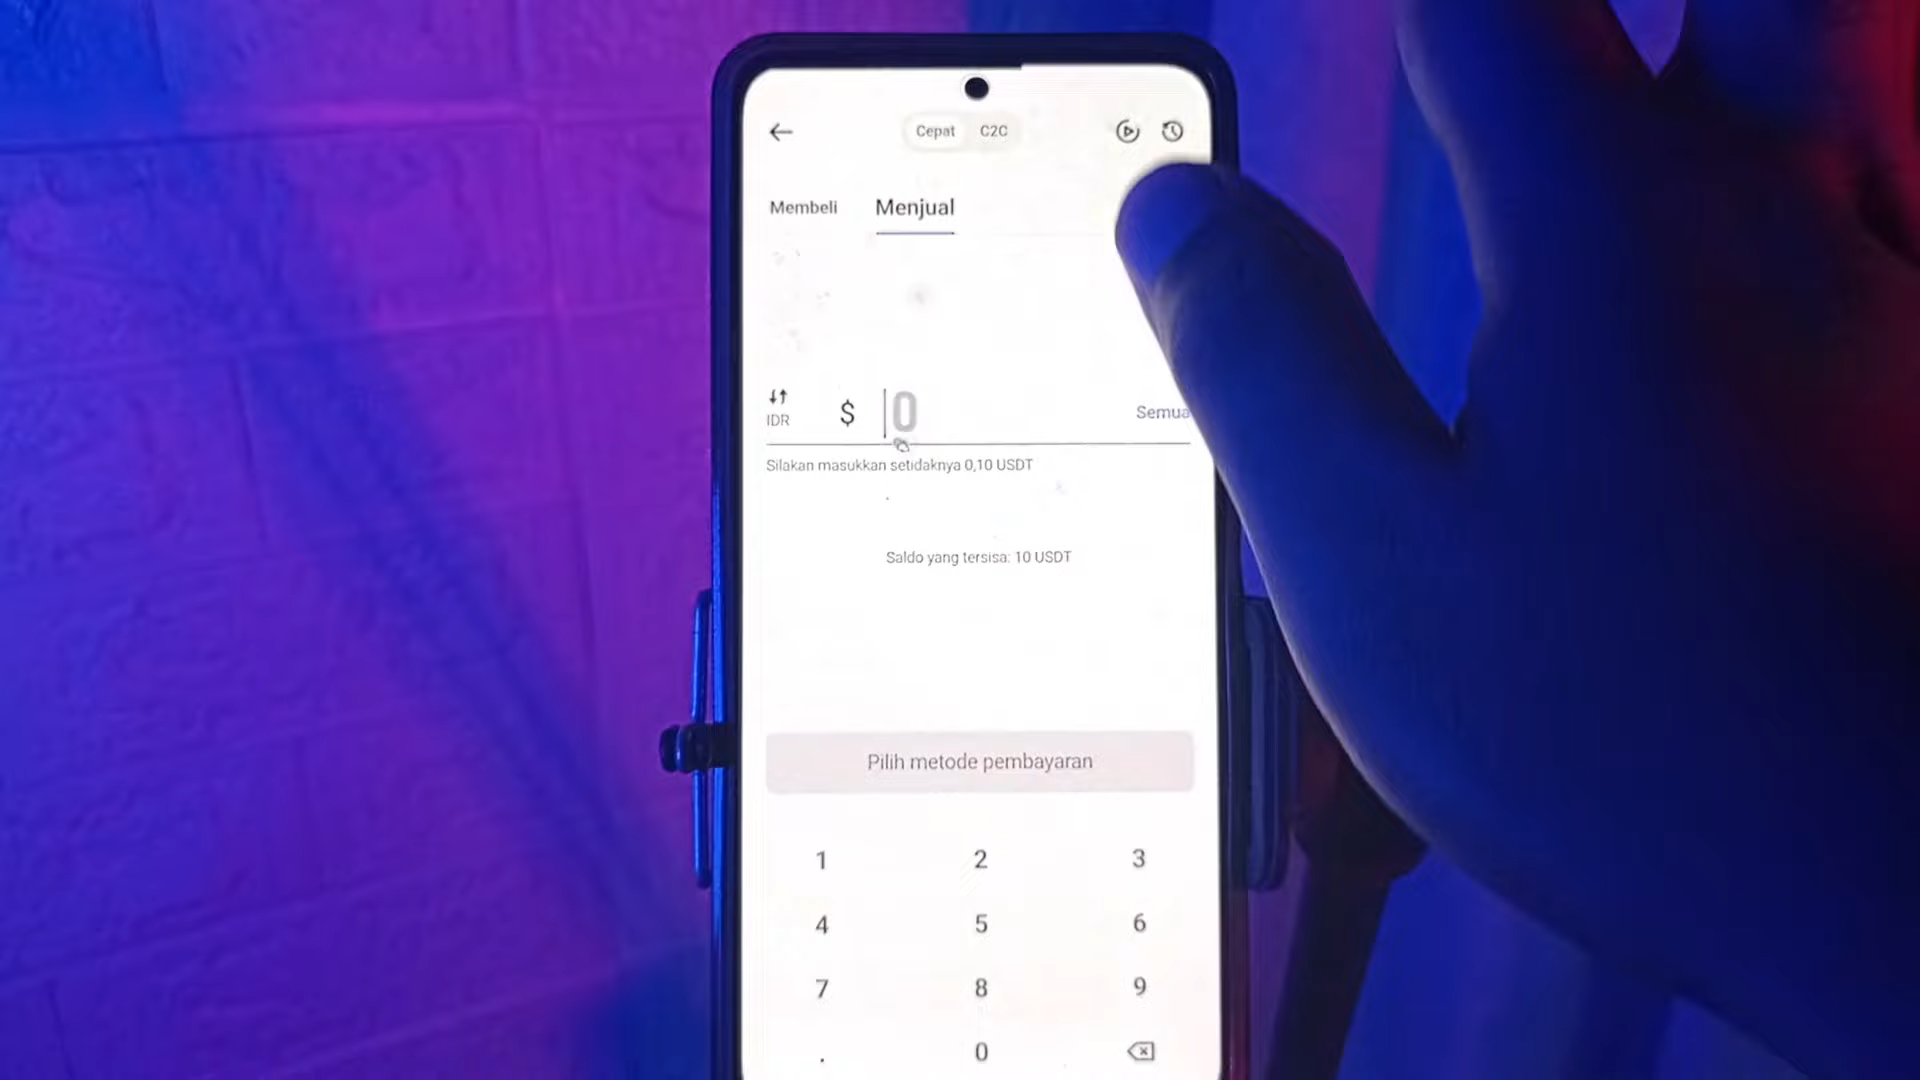 Cepat C2C
Membeli Menjual
IDR $ 0 Semua
Silakan masukkan setidaknya 0,10 USDT
Saldo yang tersisa: 10 USDT
Pilih metode pembayaran
1 2 3
4 5 6
7 8 9
. 0